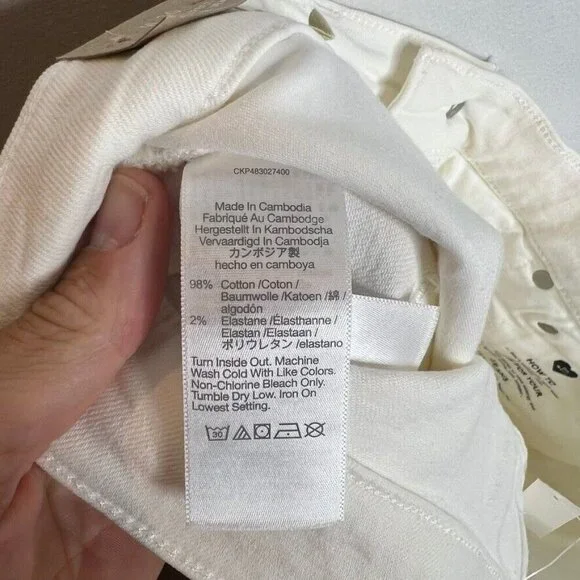 CKP483027400
Made In Cambodia
Fabriqué Au Cambodge
Hergestellt In Kambodscha
Vervaardigd In Cambodja
カンボジア製
hecho en camboya
98% Cotton /Coton /
Baumwolle /Katoen /綿 /
algodón
2% Elastane /Élasthanne /
Elastan /Elastaan /
ポリウレタン /elastano
Turn Inside Out. Machine
Wash Cold With Like Colors.
Non-Chlorine Bleach Only.
Tumble Dry Low. Iron On
Lowest Setting.
30
HOW TO
YOUR